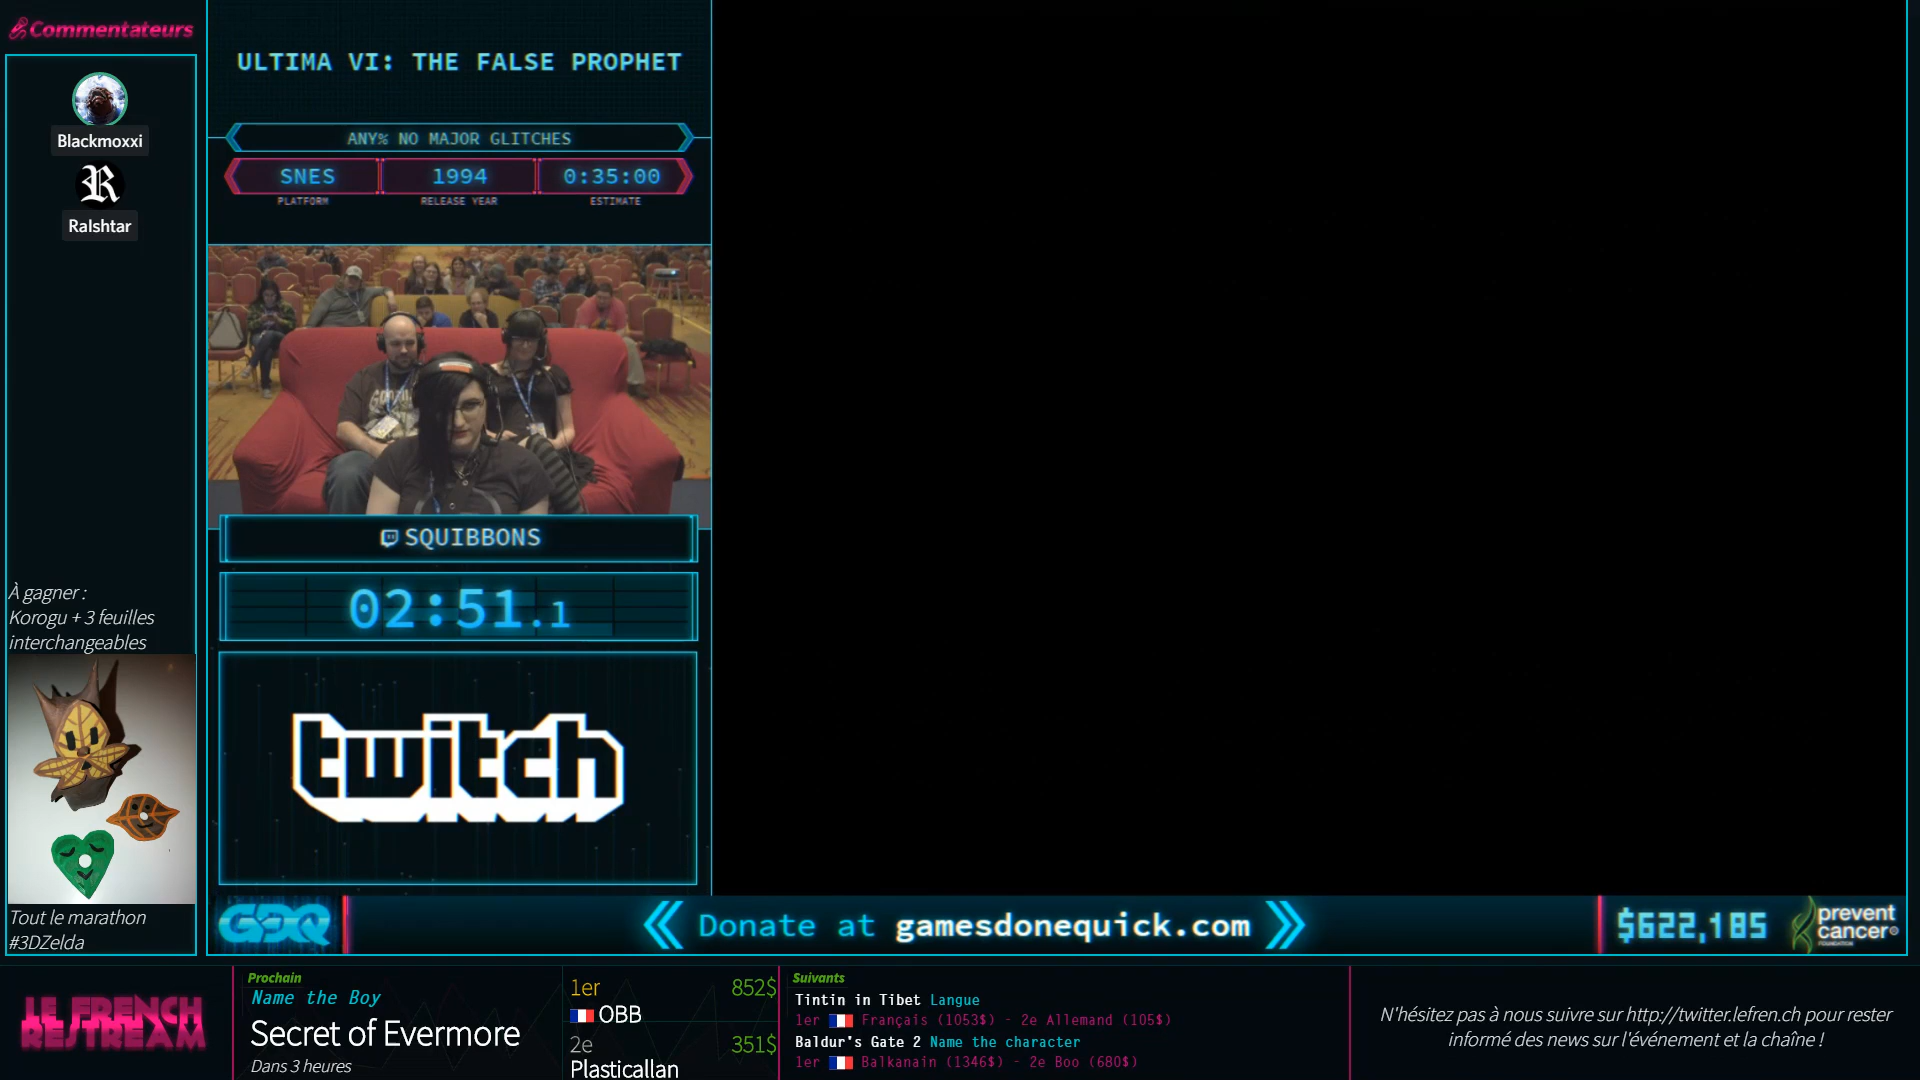 Commentateurs
Blackmoxxi
Ralshtar
À gagner :
Korogu + 3 feuilles
interchangeables
Tout le marathon
#3DZelda
ULTIMA VI: THE FALSE PROPHET
ANY% NO MAJOR GLITCHES
SNES 1994 0:35:00
PLATFORM RELEASE YEAR ESTIMATE
SQUIBBONS
02:51.1
twitch
GDQ
Donate at gamesdonequick.com
$622,185
prevent
cancer
FOUNDATION
LE FRENCH
RESTREAM
Prochain
Name the Boy
Secret of Evermore
Dans 3 heures
1er 852$
OBB
2e 351$
Plasticallan
Suivants
Tintin in Tibet Langue
1er Français (1053$) - 2e Allemand (105$)
Baldur's Gate 2 Name the character
1er Balkanain (1346$) - 2e Boo (680$)
N'hésitez pas à nous suivre sur http://twitter.lefren.ch pour rester
informé des news sur l'événement et la chaîne !